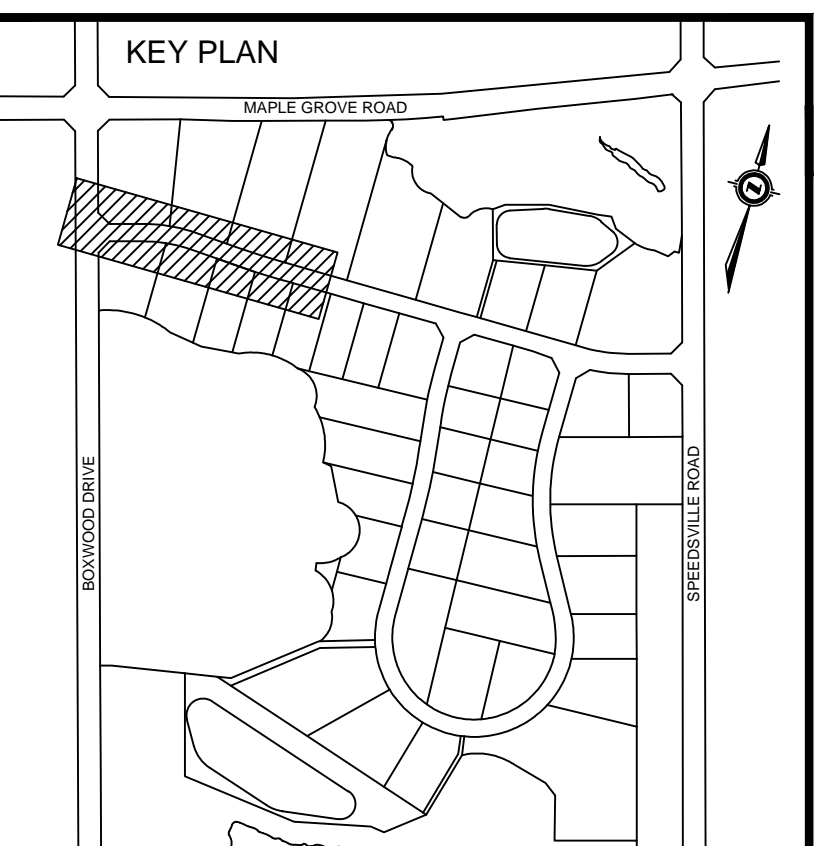 KEY PLAN
MAPLE GROVE ROAD
BOXWOOD DRIVE
SPEEDSVILLE ROAD
N